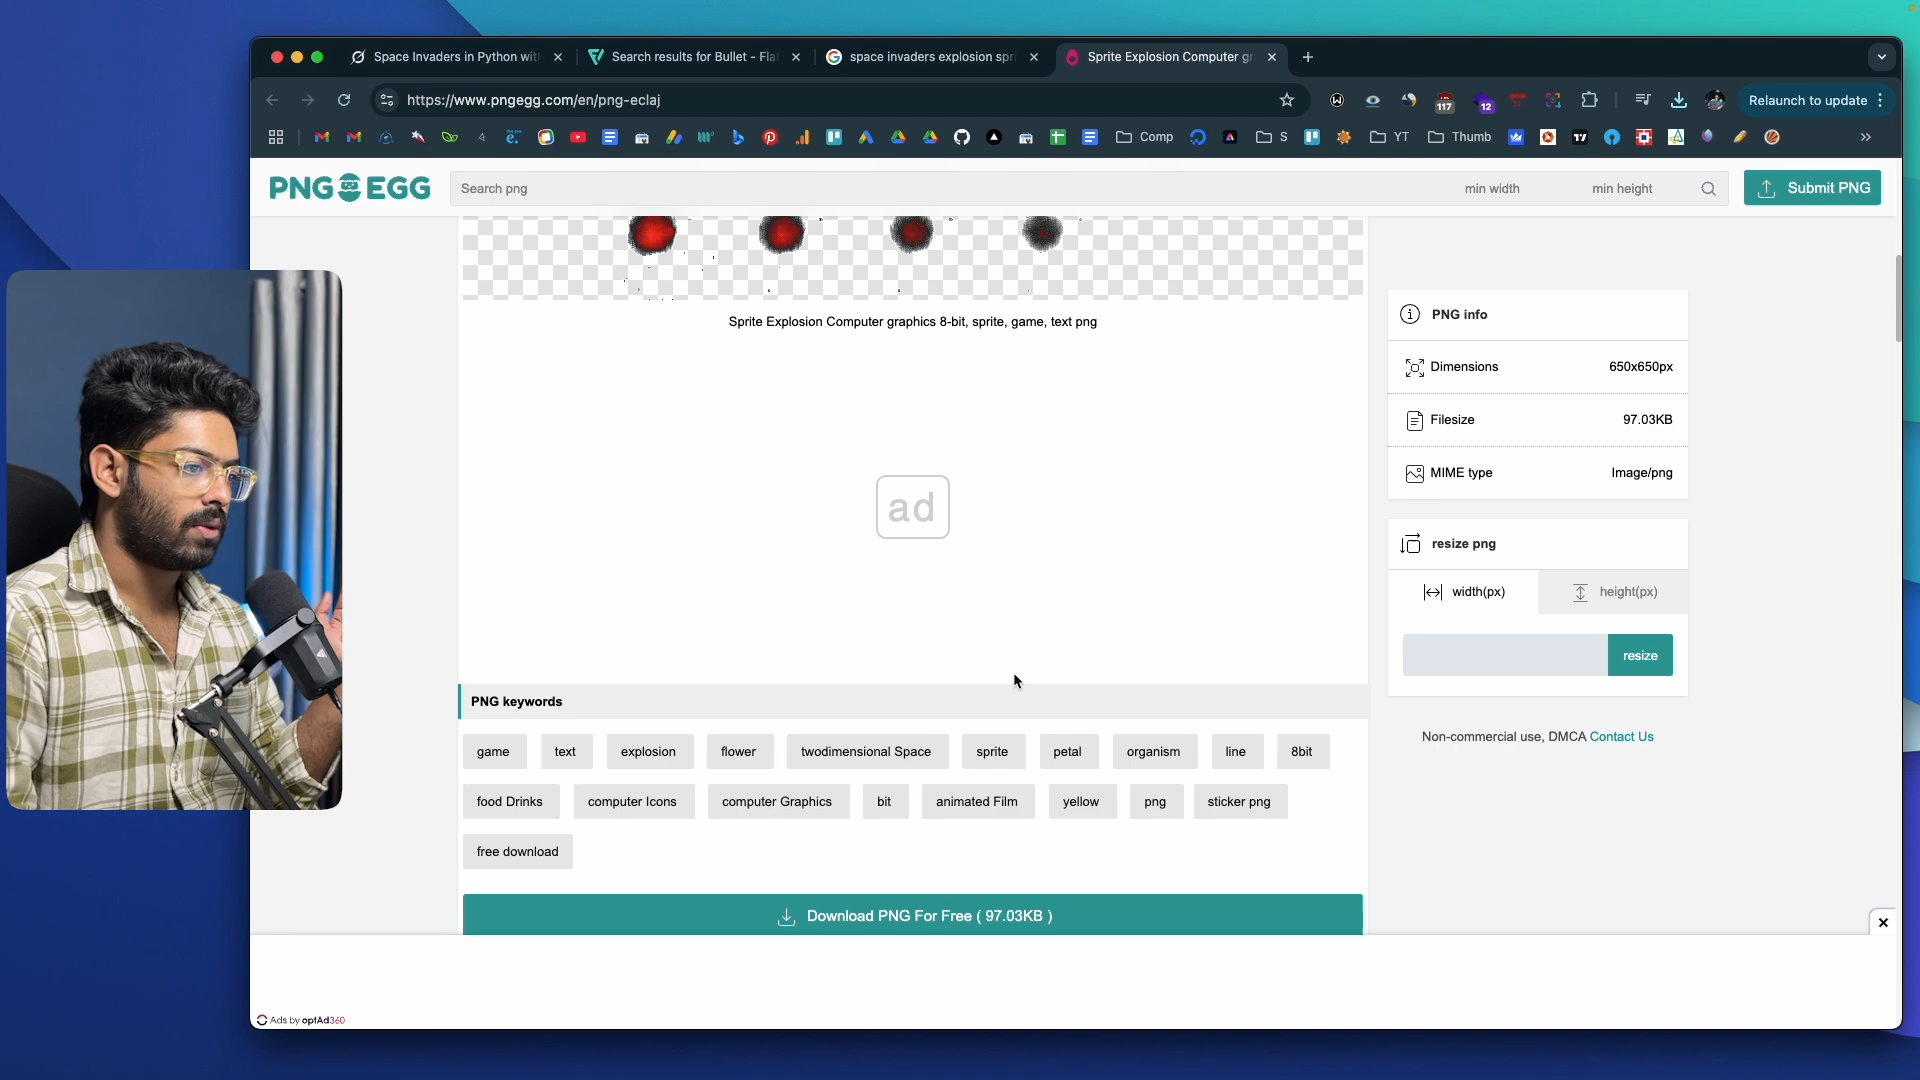 Space Invaders in Python wit
Search results for Bullet - Fla
space invaders explosion spri
Sprite Explosion Computer gr
https://www.pngegg.com/en/png-eclaj
117
12
Relaunch to update
Comp
S
YT
Thumb
PNG EGG
Search png
min width
min height
Submit PNG
Sprite Explosion Computer graphics 8-bit, sprite, game, text png
PNG info
Dimensions 650x650px
Filesize 97.03KB
MIME type Image/png
ad
resize png
width(px)
height(px)
resize
Non-commercial use, DMCA Contact Us
PNG keywords
game text explosion flower twodimensional Space sprite petal organism line 8bit
food Drinks computer Icons computer Graphics bit animated Film yellow png sticker png
free download
Download PNG For Free ( 97.03KB )
Ads by optAd360